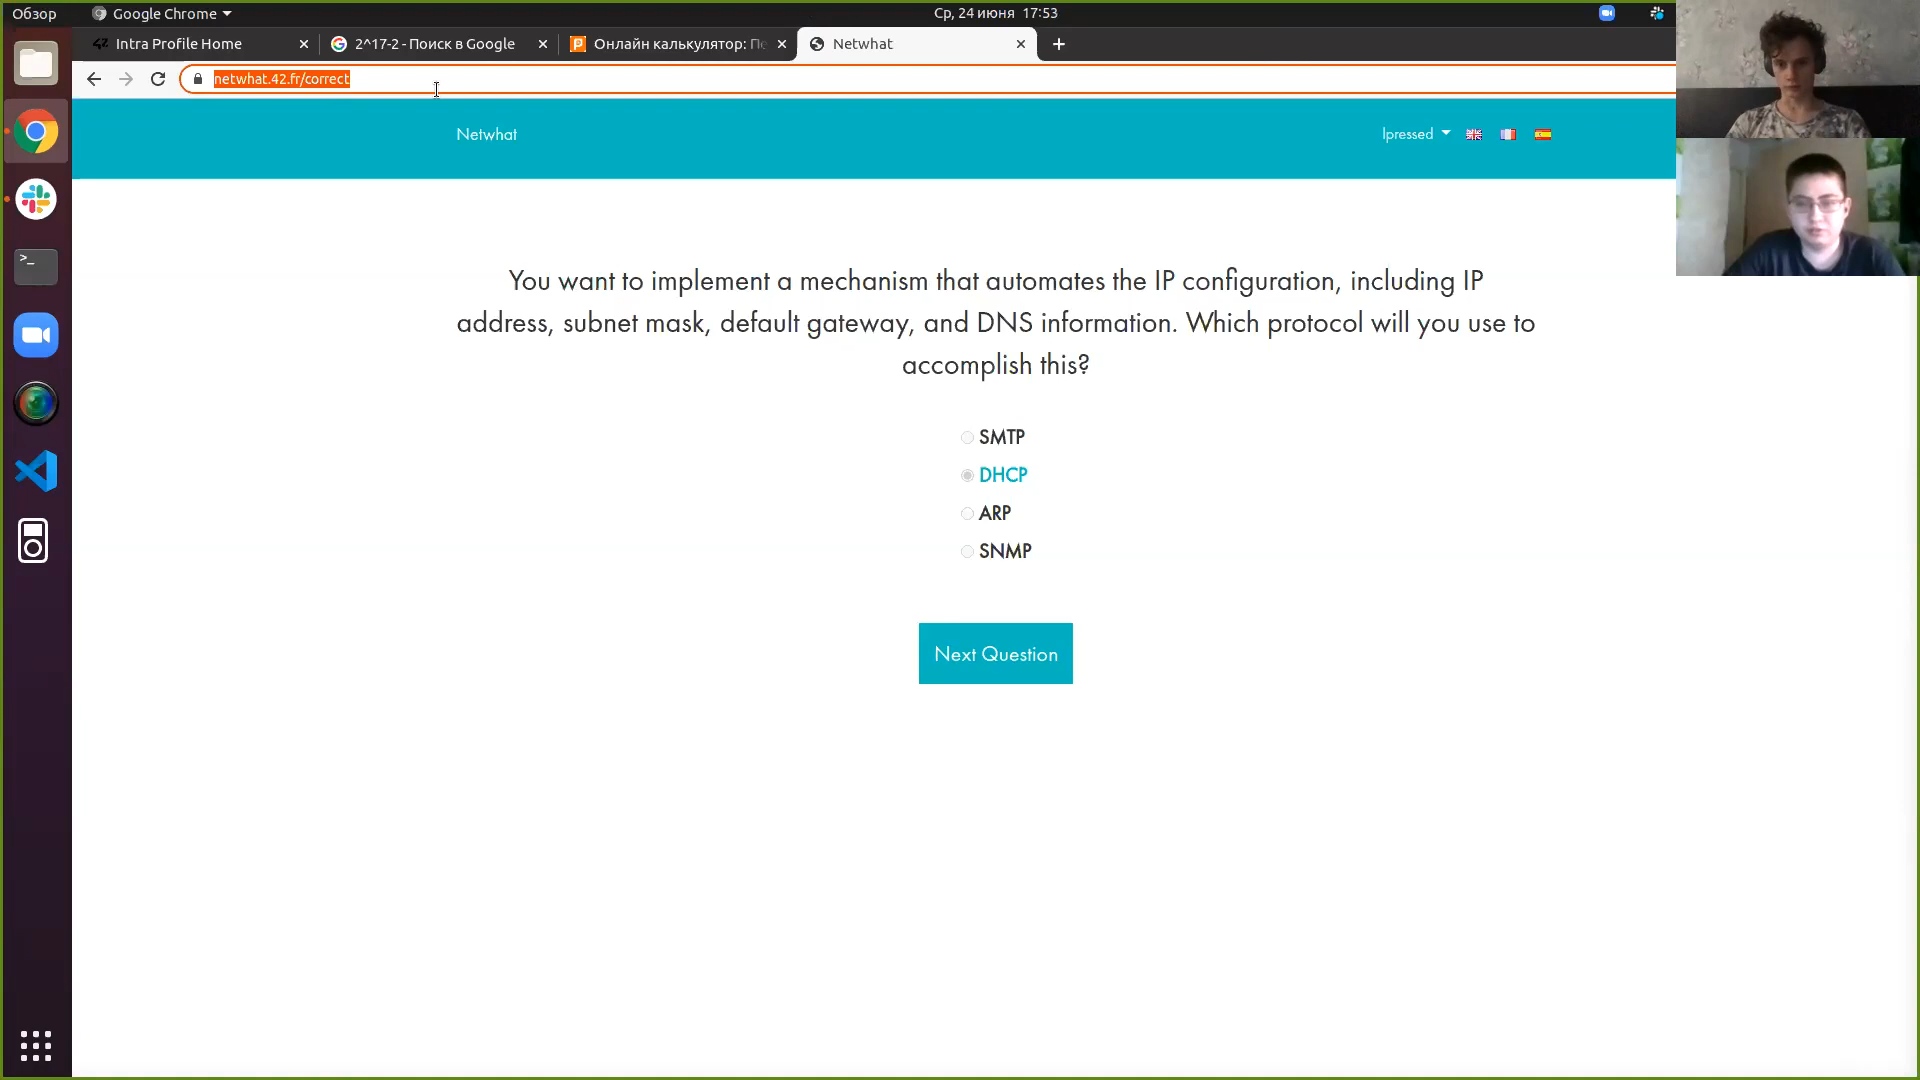 Обзор
Google Chrome
Ср, 24 июня 17:53
Intra Profile Home
2^17-2 - Поиск в Google
Онлайн калькулятор: Пе
Netwhat
netwhat.42.fr/correct
Netwhat
lpressed
You want to implement a mechanism that automates the IP configuration, including IP
address, subnet mask, default gateway, and DNS information. Which protocol will you use to
accomplish this?
SMTP
DHCP
ARP
SNMP
Next Question